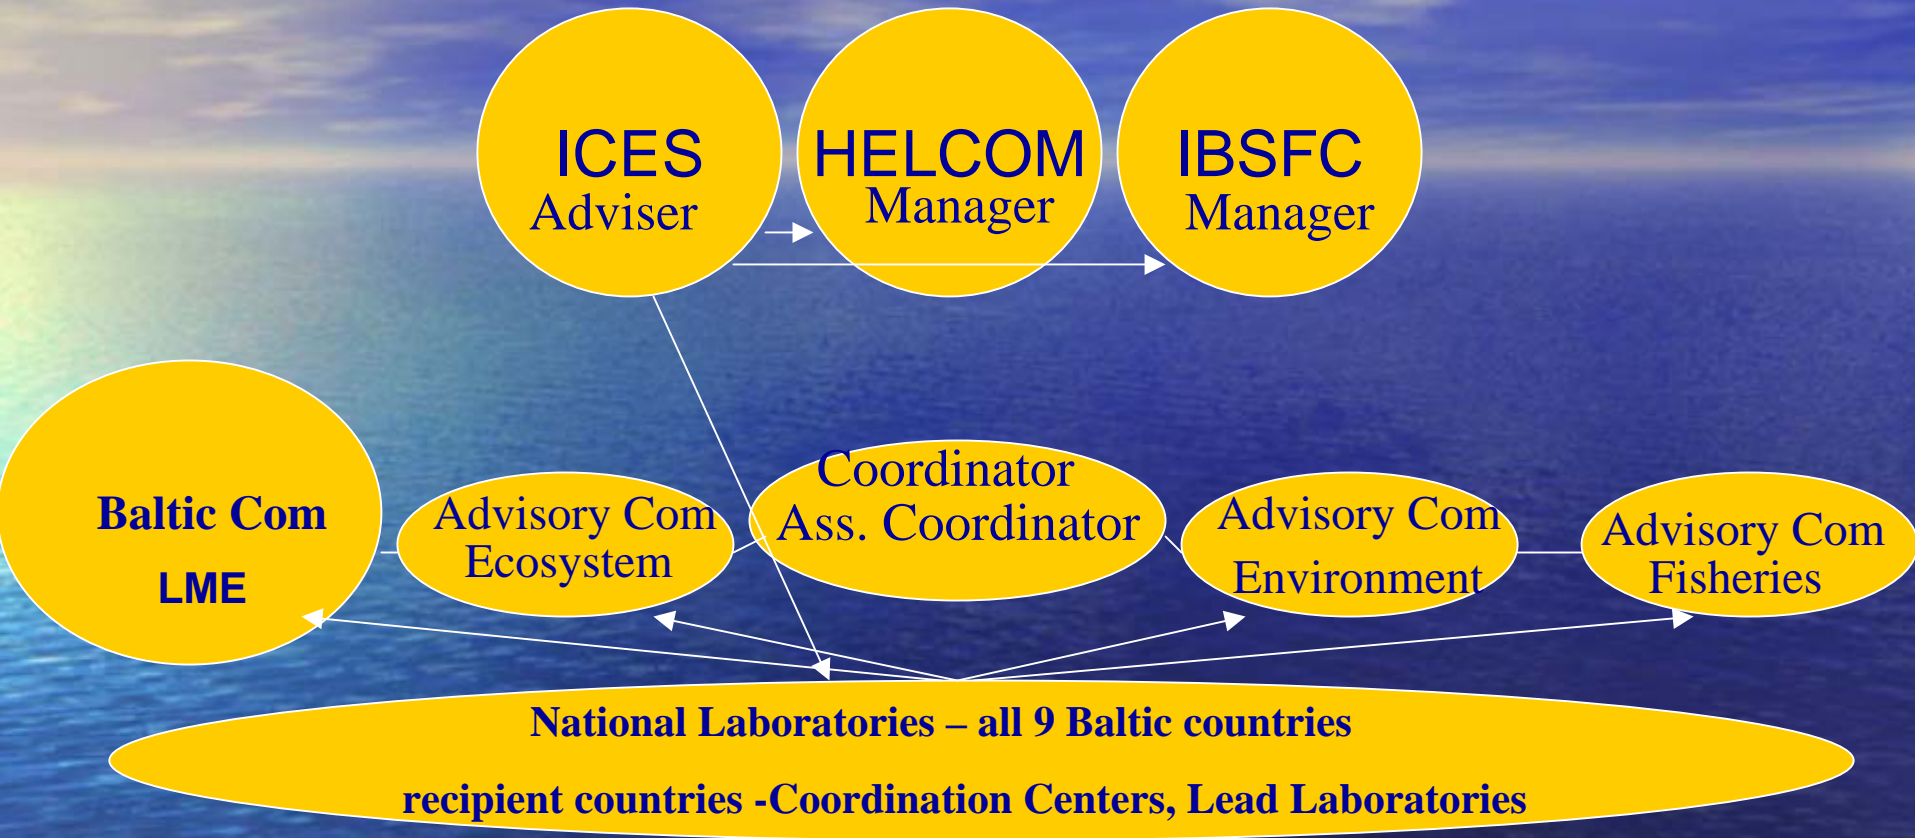 ICES
Adviser
HELCOM
Manager
IBSFC
Manager
Baltic Com
LME
Advisory Com
Ecosystem
Coordinator
Ass. Coordinator
Advisory Com
Environment
Advisory Com
Fisheries
National Laboratories – all 9 Baltic countries
recipient countries -Coordination Centers, Lead Laboratories